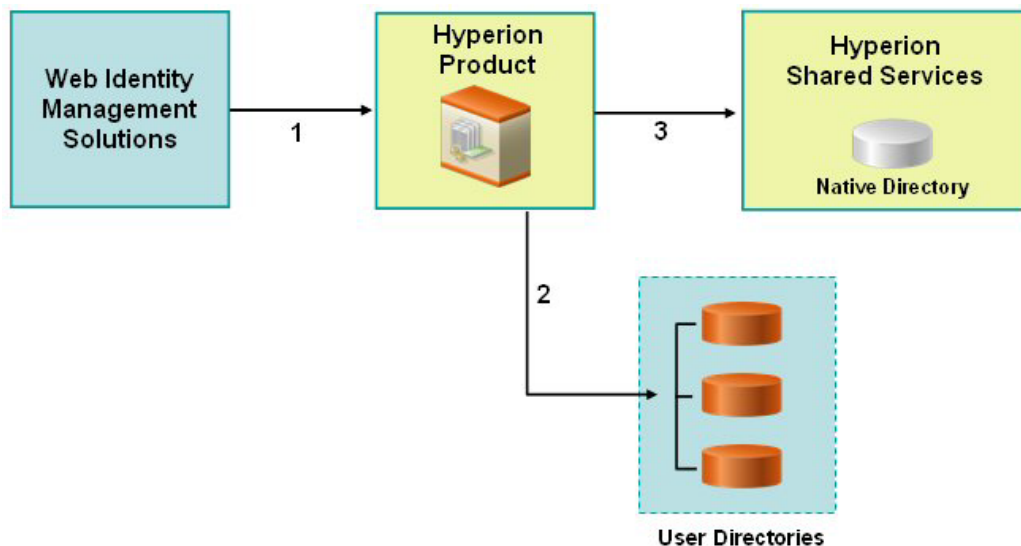 Web Identity
Management
Solutions
1
Hyperion
Product
3
Hyperion
Shared Services
Native Directory
2
User Directories